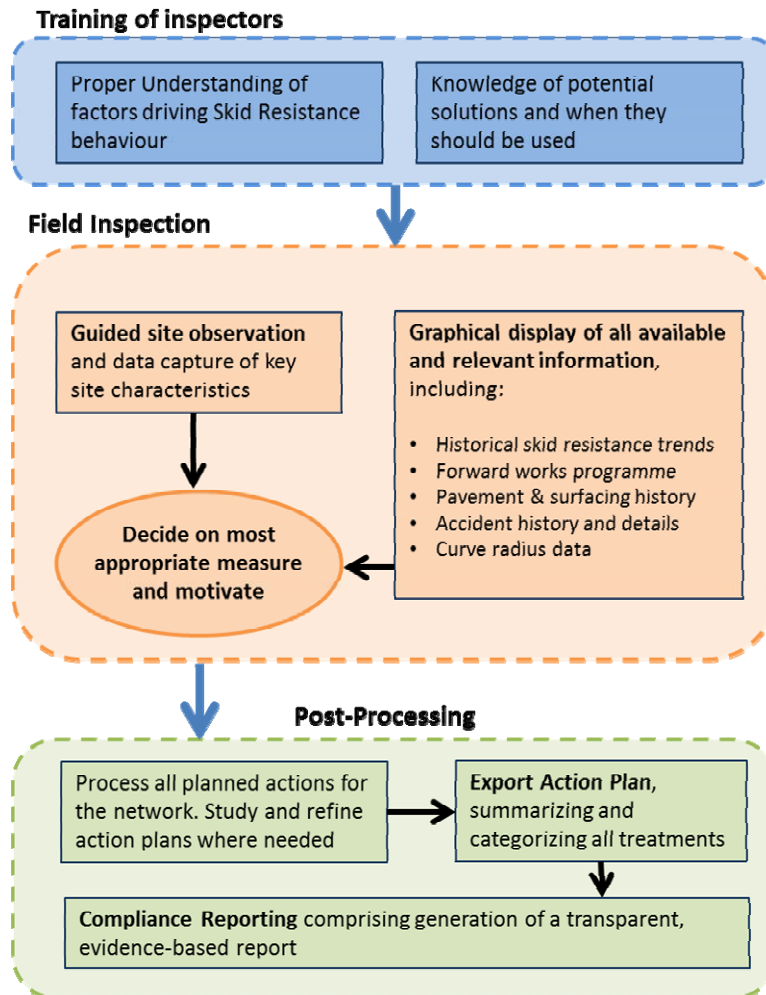 Training of inspectors
Proper Understanding of
factors driving Skid Resistance
behaviour
Knowledge of potential
solutions and when they
should be used
Field Inspection
Guided site observation
and data capture of key
site characteristics
Graphical display of all available
and relevant information,
including:
• Historical skid resistance trends
• Forward works programme
• Pavement & surfacing history
• Accident history and details
• Curve radius data
Decide on most
appropriate measure
and motivate
Post-Processing
Process all planned actions for
the network. Study and refine
action plans where needed
Export Action Plan,
summarizing and
categorizing all treatments
Compliance Reporting comprising generation of a transparent,
evidence-based report